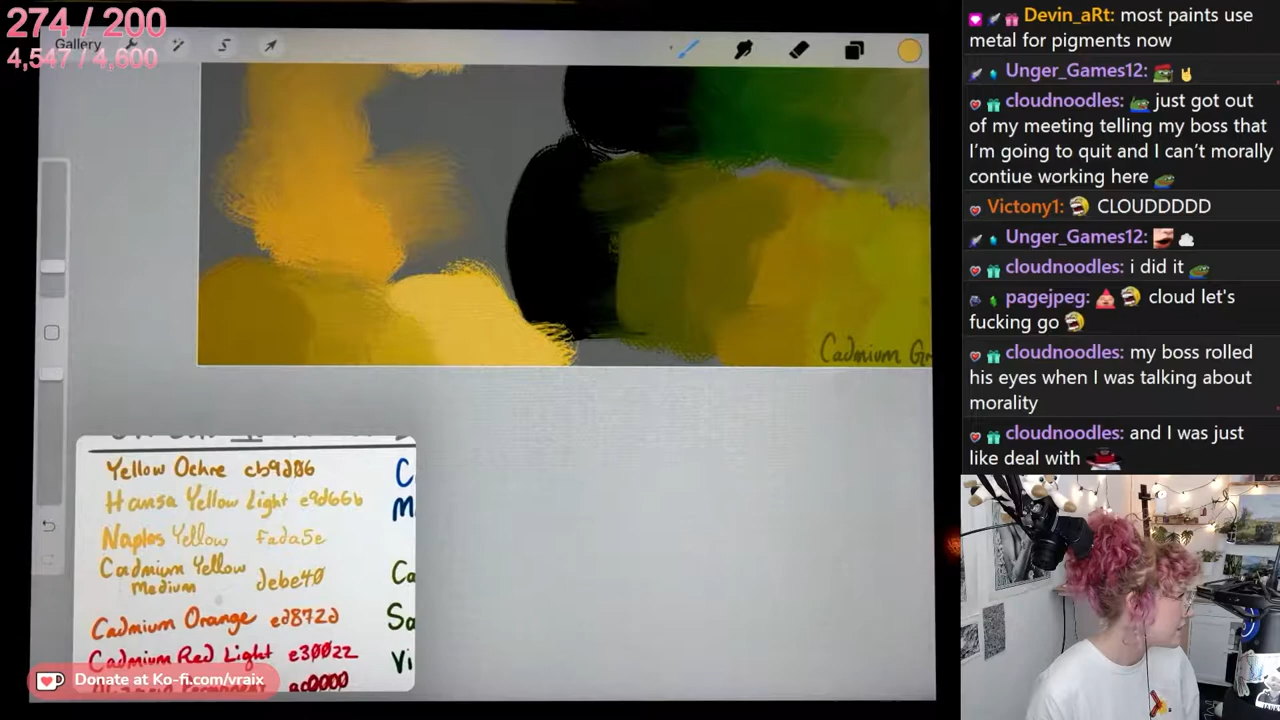 274 / 200
4,547 / 4,600
Gallery
Cadmium Gr
Yellow Ochre cb9d06
Hansa Yellow Light e9d66b
Naples Yellow fada5e
Cadmium Yellow
Medium debe40
Cadmium Orange ed872d
Cadmium Red Light e30022
ac0000
C
M
Ca
Sa
Vi
Donate at Ko-fi.com/vraix
Devin_aRt: most paints use
metal for pigments now
Unger_Games12:
cloudnoodles: just got out
of my meeting telling my boss that
I'm going to quit and I can't morally
contiue working here
Victony1: CLOUDDDDD
Unger_Games12:
cloudnoodles: i did it
pagejpeg: cloud let's
fucking go
cloudnoodles: my boss rolled
his eyes when I was talking about
morality
cloudnoodles: and I was just
like deal with